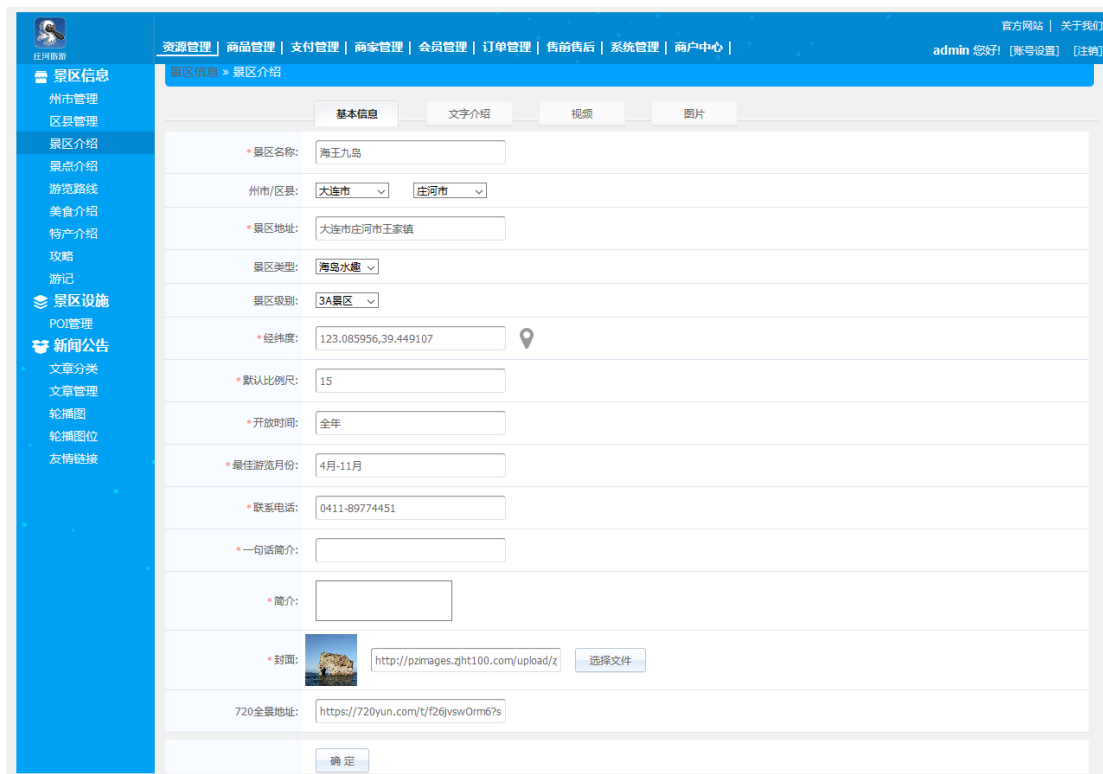 官方网站 | 关于我们
庄河旅游
资源管理 | 商品管理 | 支付管理 | 商家管理 | 会员管理 | 订单管理 | 售前售后 | 系统管理 | 商户中心 |
admin 您好! [账号设置] [注销]
景区信息
州市管理
区县管理
景区介绍
景点介绍
游览路线
美食介绍
特产介绍
攻略
游记
景区设施
POI管理
新闻公告
文章分类
文章管理
轮播图
轮播图位
友情链接
景区信息 » 景区介绍
基本信息 文字介绍 视频 图片
*景区名称: 海王九岛
州市/区县: 大连市 庄河市
*景区地址: 大连市庄河市王家镇
景区类型: 海岛水趣
景区级别: 3A景区
*经纬度: 123.085956,39.449107
*默认比例尺: 15
*开放时间: 全年
*最佳游览月份: 4月-11月
*联系电话: 0411-89774451
*一句话简介:
*简介:
*封面: http://pzimages.zjht100.com/upload/z 选择文件
720全景地址: https://720yun.com/t/f26jvswOrm6?s
确 定